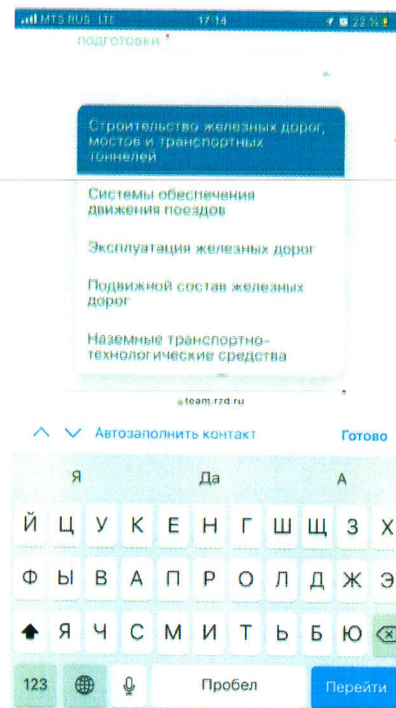 MTS RUS LTE 17:14 22 %
подготовки *
Строительство железных дорог,
мостов и транспортных
тоннелей
Системы обеспечения
движения поездов
Эксплуатация железных дорог
Подвижной состав железных
дорог
Наземные транспортно-
технологические средства
*
team.rzd.ru
Автозаполнить контакт Готово
Я Да А
Й Ц У К Е Н Г Ш Щ З Х
Ф Ы В А П Р О Л Д Ж Э
Я Ч С М И Т Ь Б Ю
123 Пробел Перейти